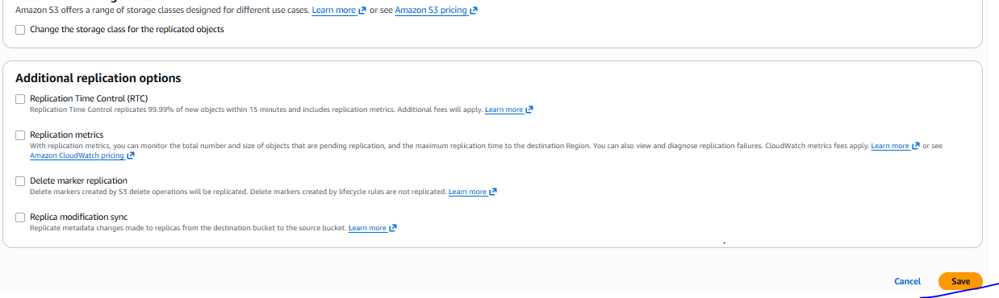 Amazon S3 offers a range of storage classes designed for different use cases. Learn more or see Amazon S3 pricing
Change the storage class for the replicated objects
Additional replication options
Replication Time Control (RTC)
Replication Time Control replicates 99.99% of new objects within 15 minutes and includes replication metrics. Additional fees will apply. Learn more
Replication metrics
With replication metrics, you can monitor the total number and size of objects that are pending replication, and the maximum replication time to the destination Region. You can also view and diagnose replication failures. CloudWatch metrics fees apply. Learn more or see
Amazon CloudWatch pricing
Delete marker replication
Delete markers created by S3 delete operations will be replicated. Delete markers created by lifecycle rules are not replicated. Learn more
Replica modification sync
Replicate metadata changes made to replicas from the destination bucket to the source bucket. Learn more
Cancel Save